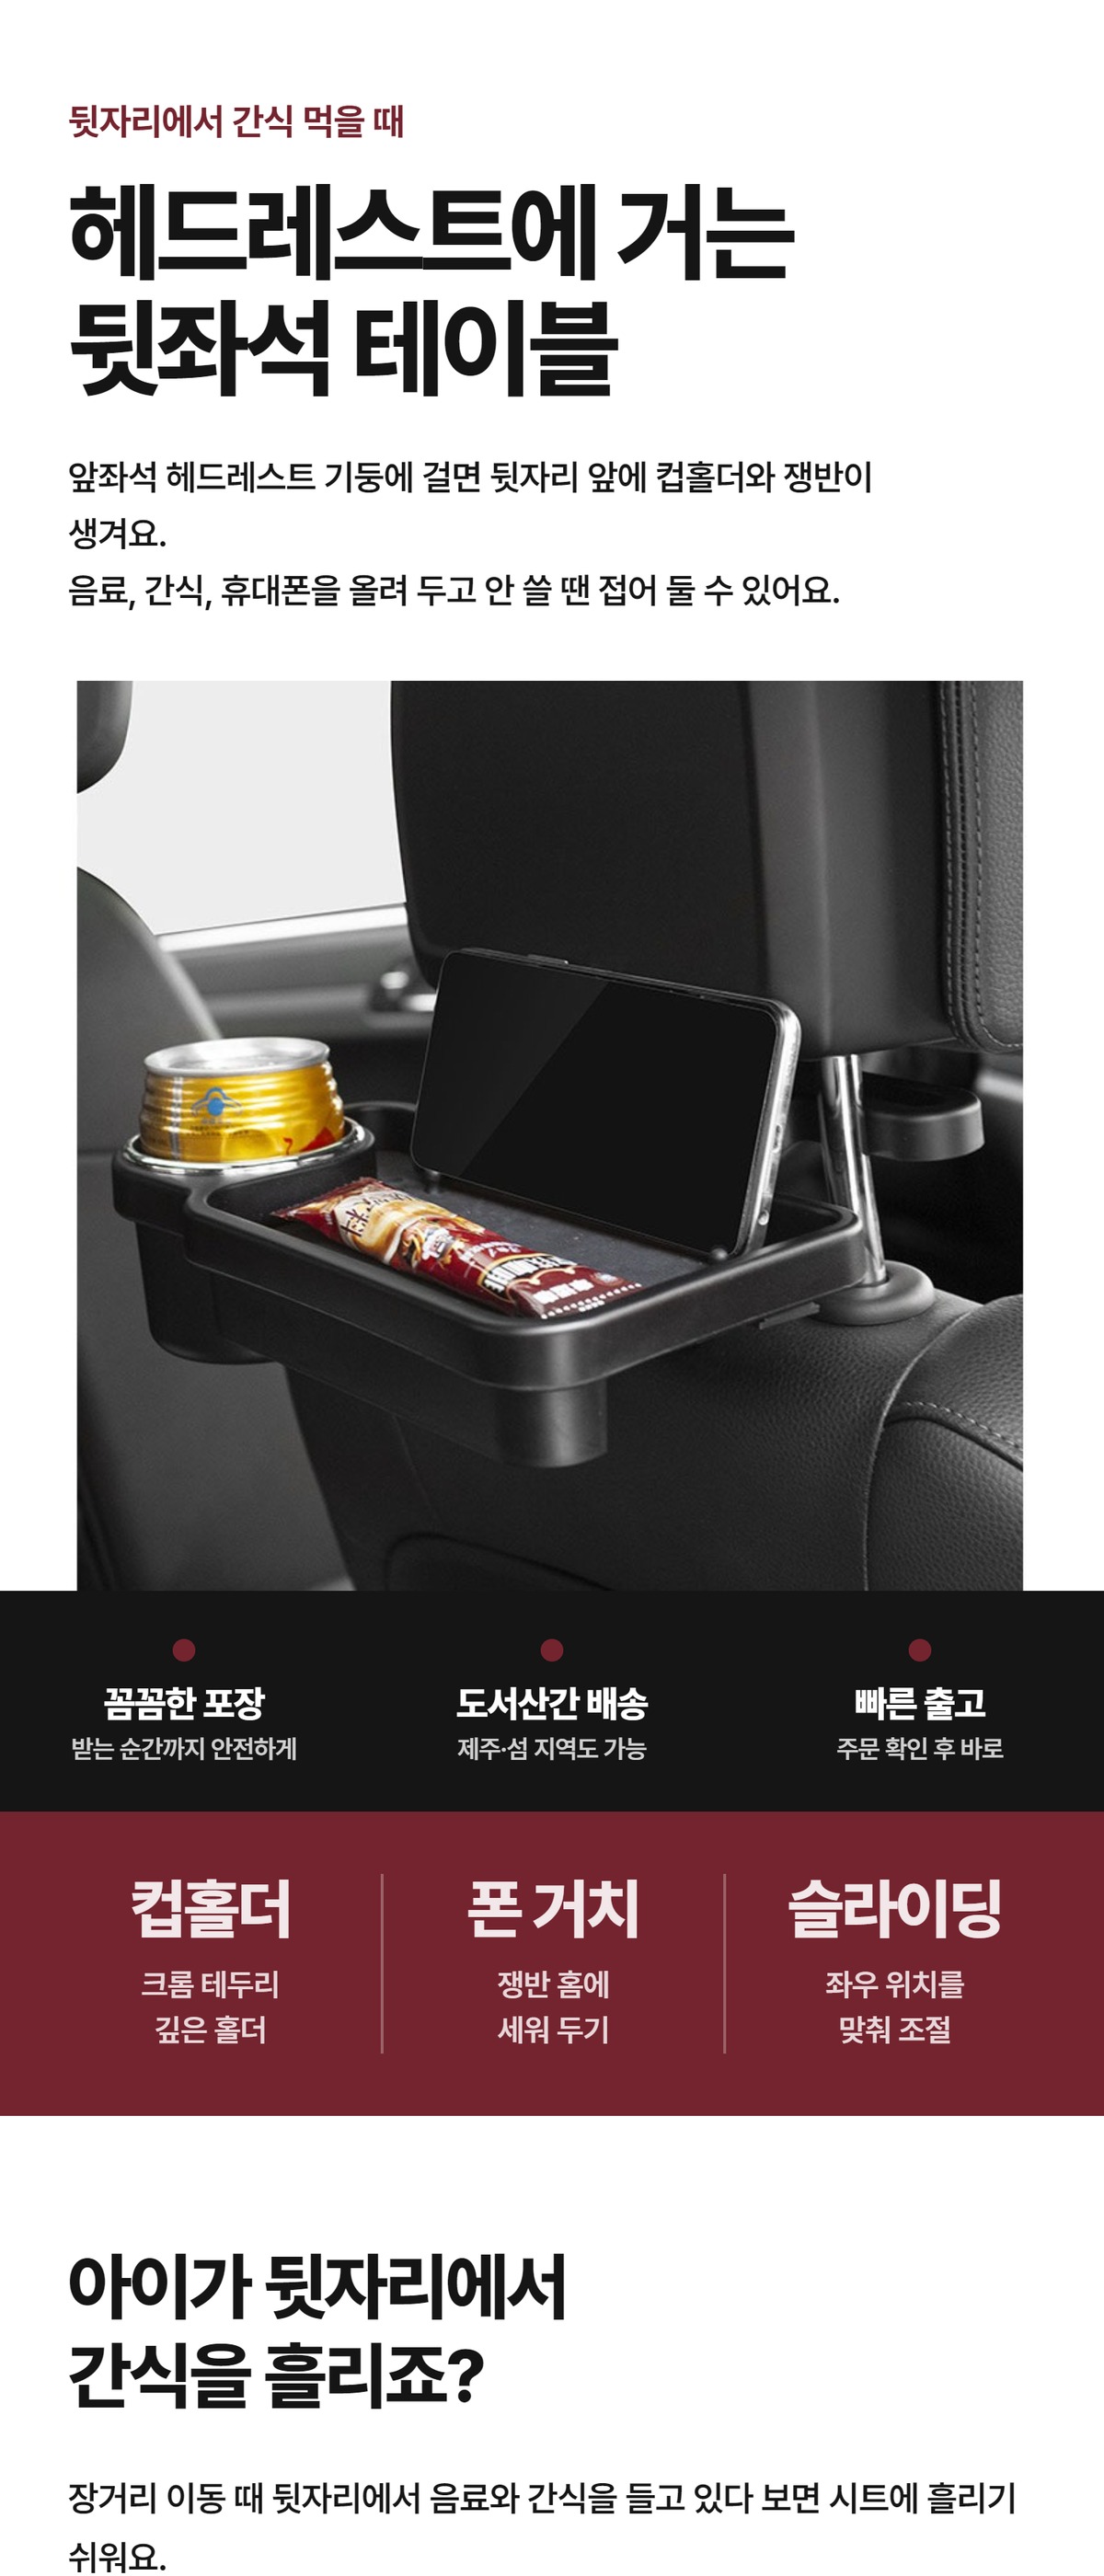 뒷자리에서 간식 먹을 때
헤드레스트에 거는
뒷좌석 테이블
앞좌석 헤드레스트 기둥에 걸면 뒷자리 앞에 컵홀더와 쟁반이
생겨요.
음료, 간식, 휴대폰을 올려 두고 안 쓸 땐 접어 둘 수 있어요.
꼼꼼한 포장
받는 순간까지 안전하게
도서산간 배송
제주·섬 지역도 가능
빠른 출고
주문 확인 후 바로
컵홀더
크롬 테두리
깊은 홀더
폰 거치
쟁반 홈에
세워 두기
슬라이딩
좌우 위치를
맞춰 조절
아이가 뒷자리에서
간식을 흘리죠?
장거리 이동 때 뒷자리에서 음료와 간식을 들고 있다 보면 시트에 흘리기
쉬워요.